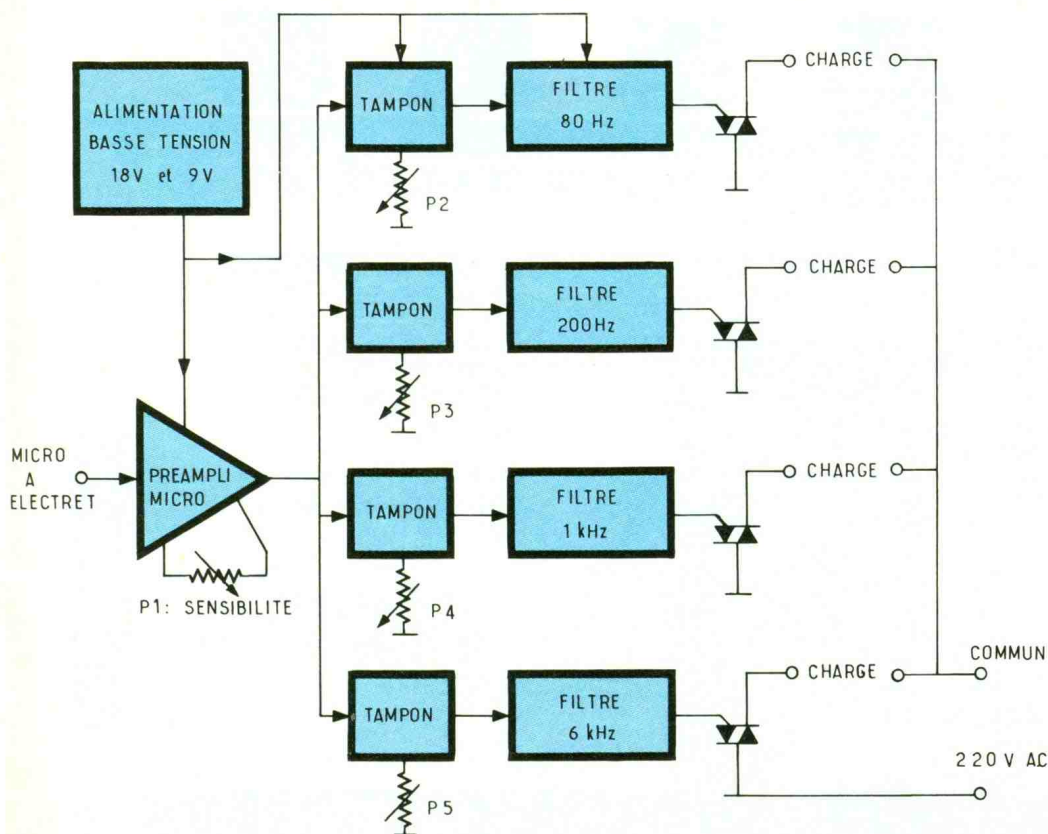 ALIMENTATION
BASSE TENSION
18V et 9V
TAMPON
FILTRE
80 Hz
CHARGE
P2
TAMPON
FILTRE
200Hz
CHARGE
P3
MICRO
A
ELECTRET
PREAMPLI
MICRO
P1: SENSIBILITE
TAMPON
FILTRE
1 kHz
CHARGE
P4
TAMPON
FILTRE
6 kHz
CHARGE
COMMUN
P5
220 V AC